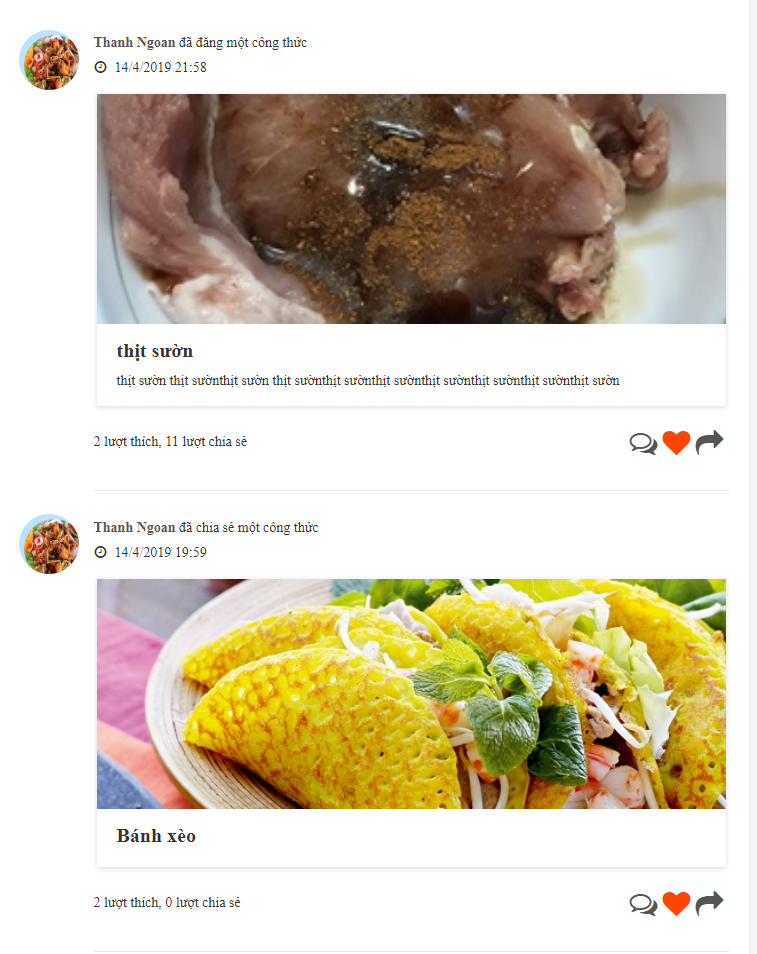 Thanh Ngoan đã đăng một công thức
14/4/2019 21:58
thịt sườn
thịt sườn thịt sườnthịt sườn thịt sườnthịt sườnthịt sườnthịt sườnthịt sườnthịt sườnthịt sườn
2 lượt thích, 11 lượt chia sẻ
Thanh Ngoan đã chia sẻ một công thức
14/4/2019 19:59
Bánh xèo
2 lượt thích, 0 lượt chia sẻ